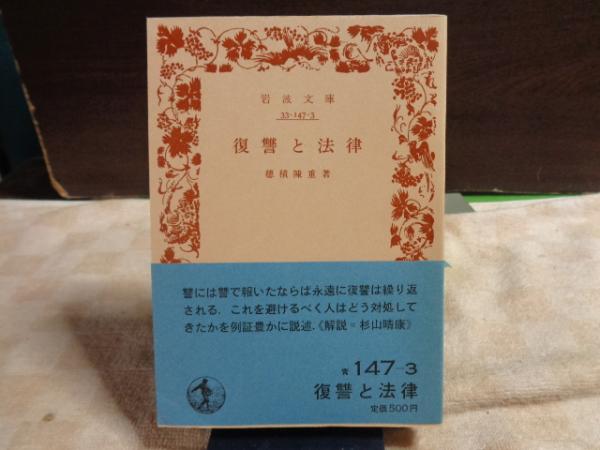 岩波文庫
33-147-3
復讐と法律
穂積陳重著
讐には讐で報いたならば永遠に復讐は繰り返
される．これを避けるべく人はどう対処して
きたかを例証豊かに説述．《解説＝杉山晴康》
青 147-3
復讐と法律
定価500円